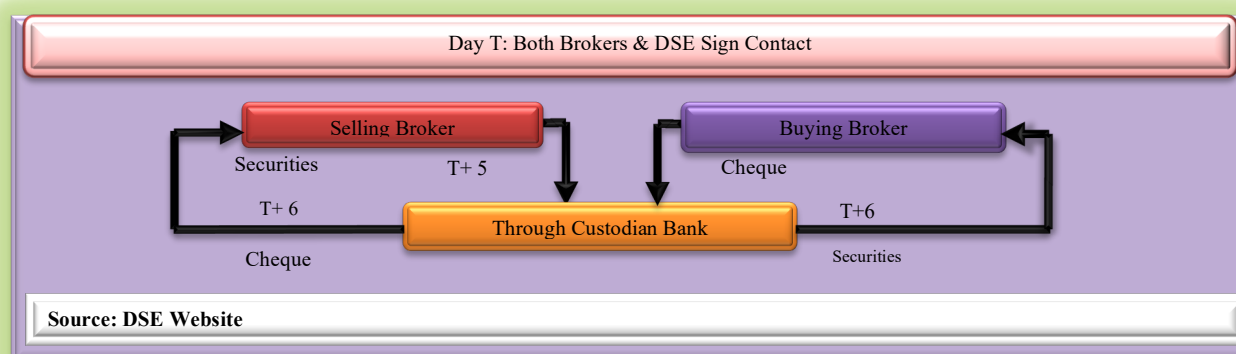 Day T: Both Brokers & DSE Sign Contact
Selling Broker
Buying Broker
Securities
T+ 5
Cheque
T+ 6
T+6
Through Custodian Bank
Cheque
Securities
Source: DSE Website